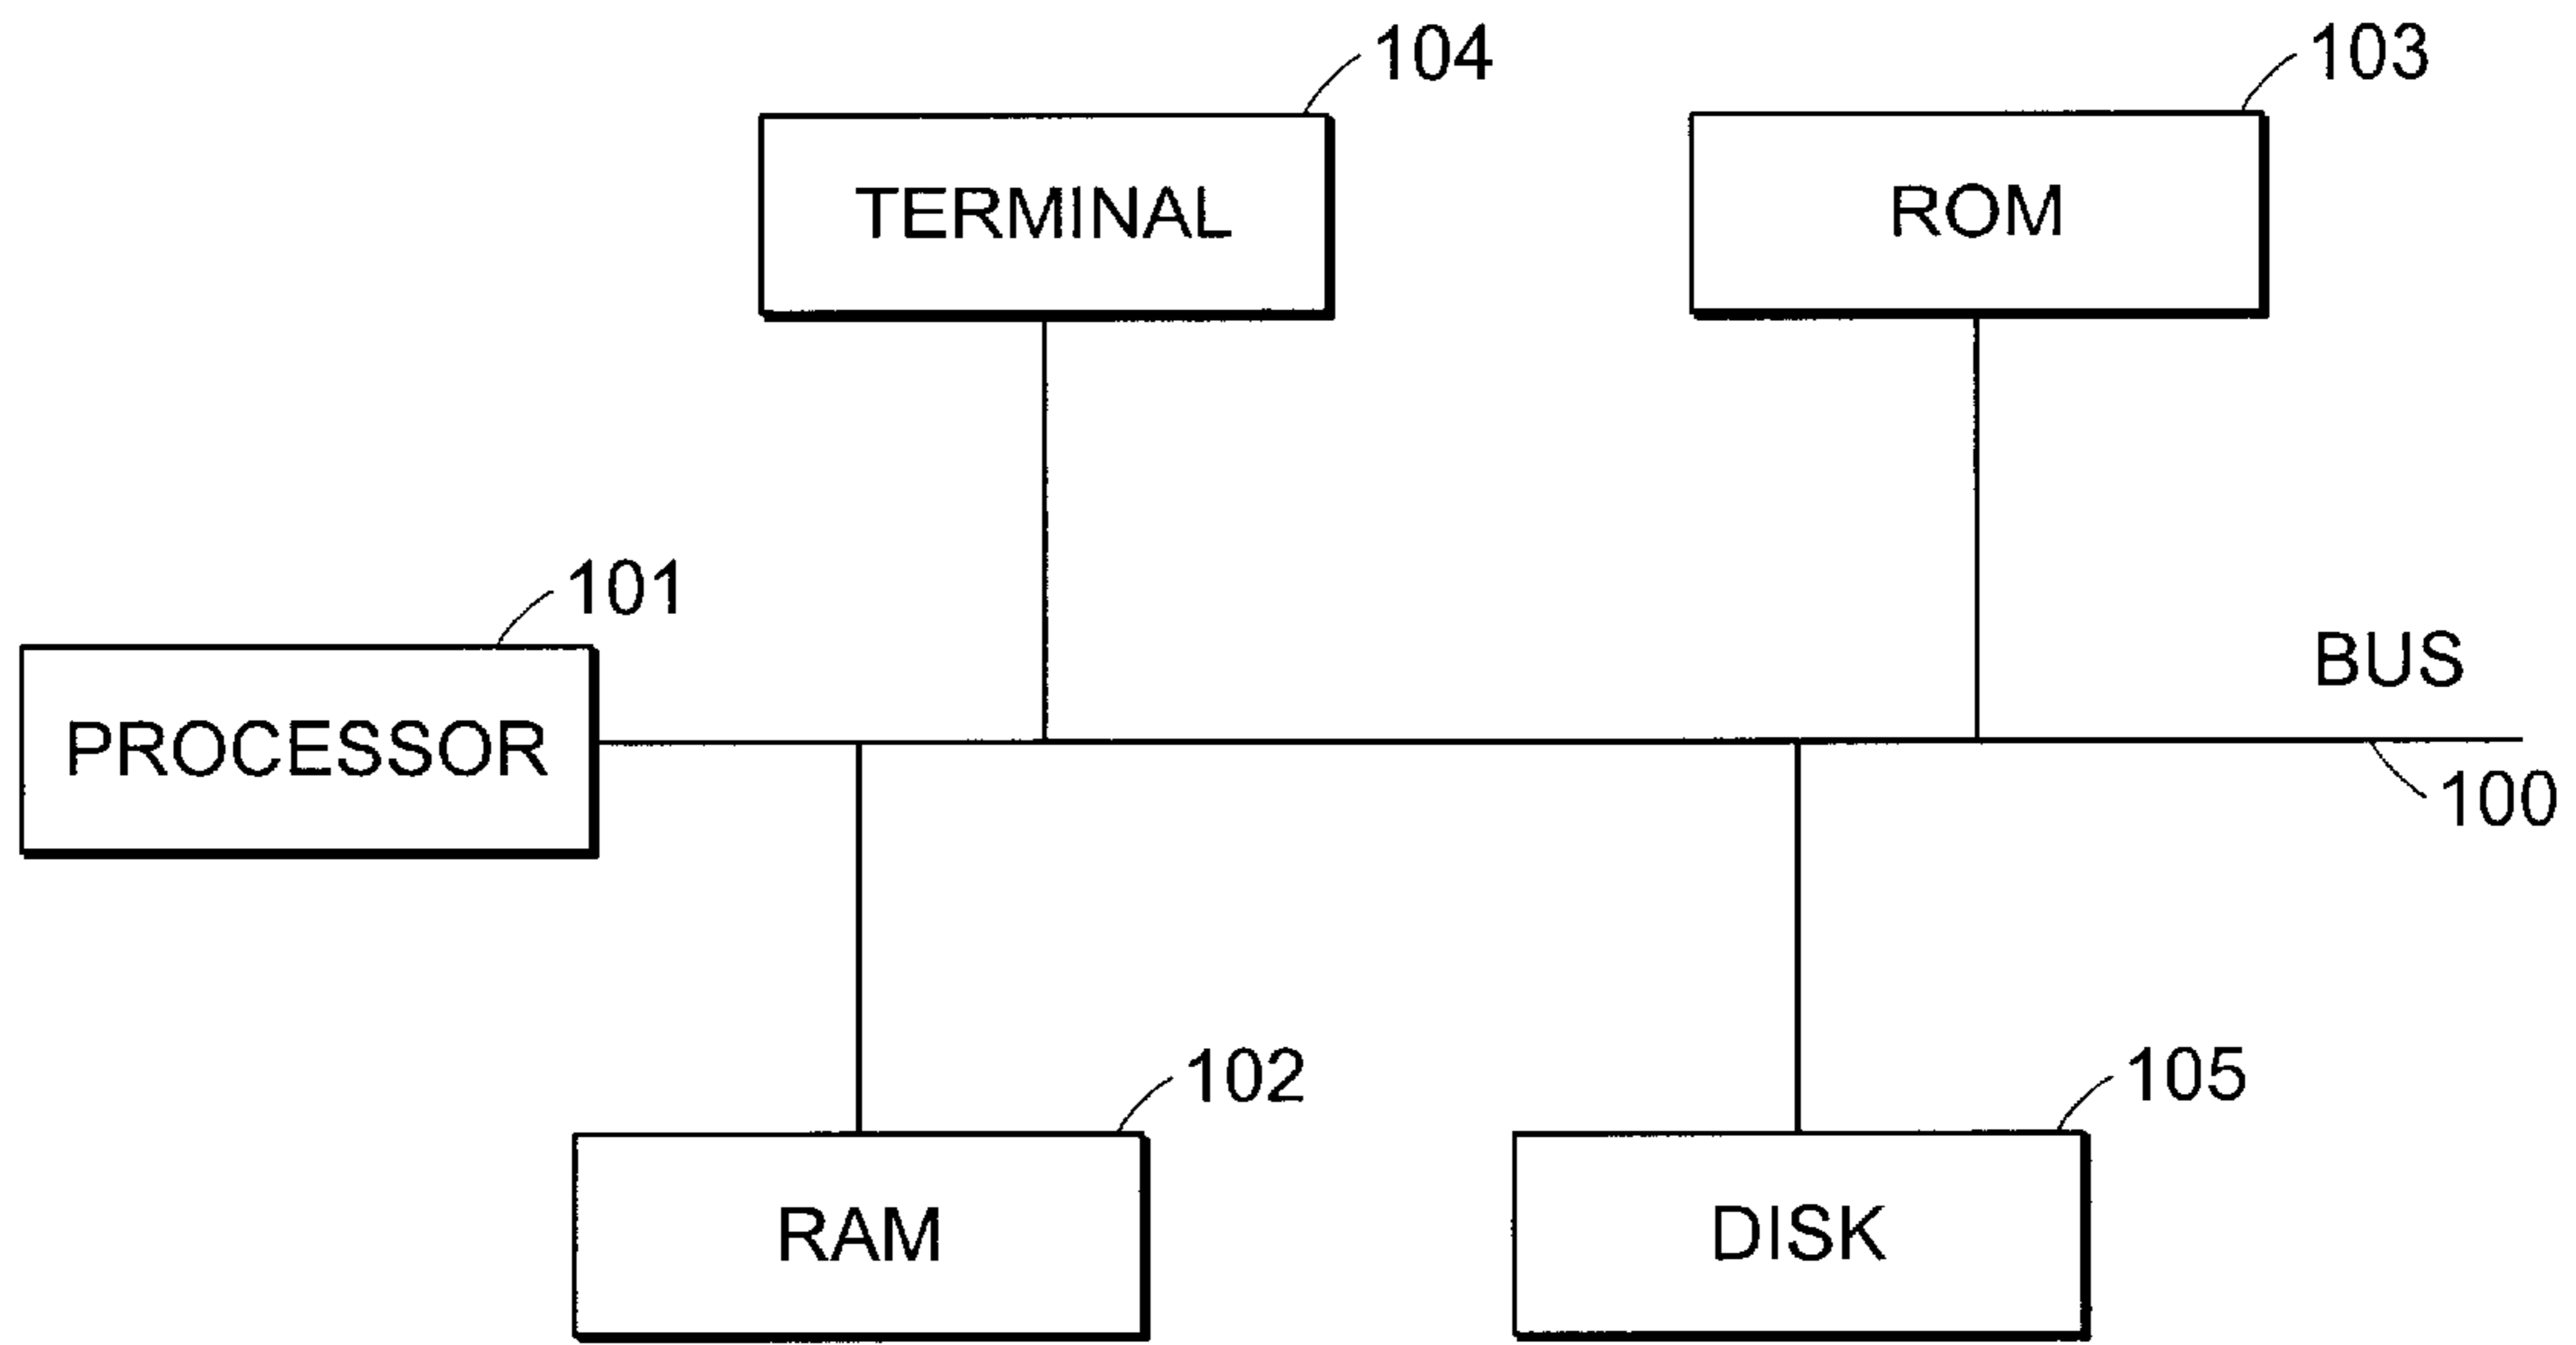 104
103
TERMINAL
ROM
101
BUS
PROCESSOR
100
102
105
RAM
DISK